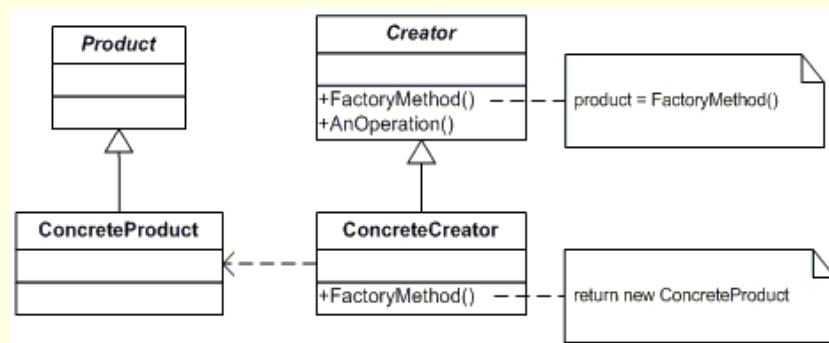 Product
Creator
+FactoryMethod()
+AnOperation()
product = FactoryMethod()
ConcreteProduct
ConcreteCreator
+FactoryMethod()
return new ConcreteProduct